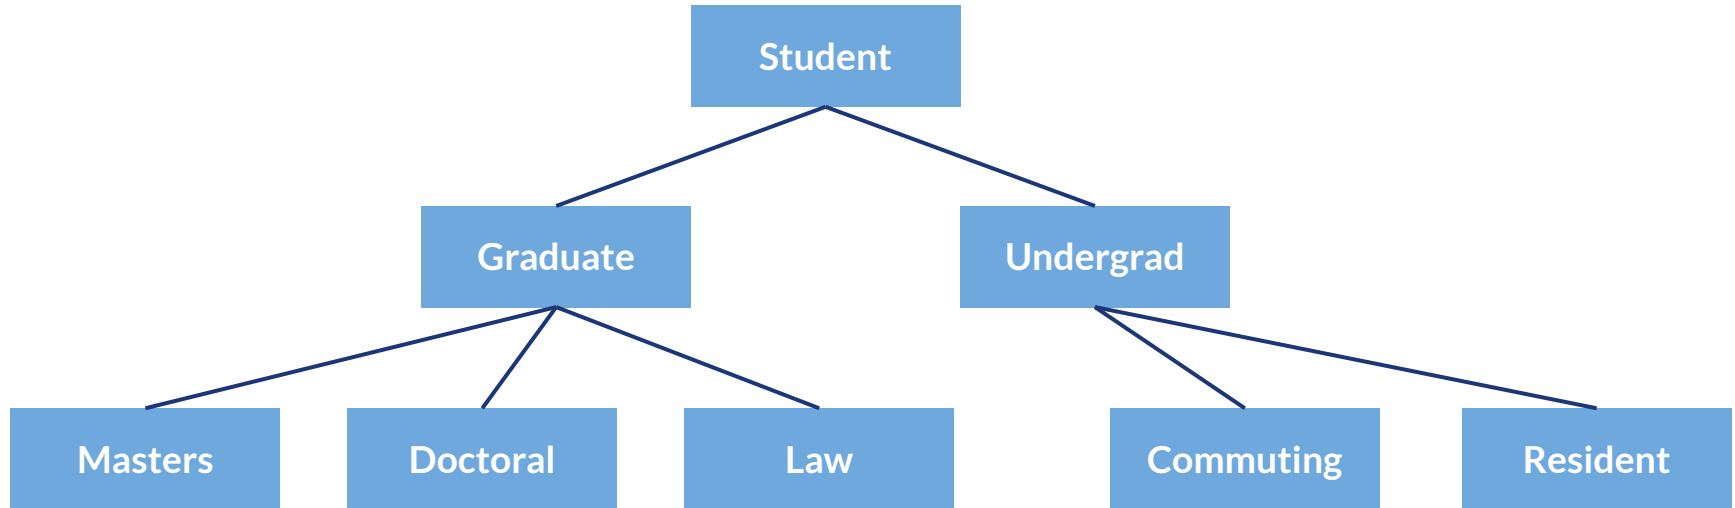 Student
Graduate
Undergrad
Masters
Doctoral
Law
Commuting
Resident